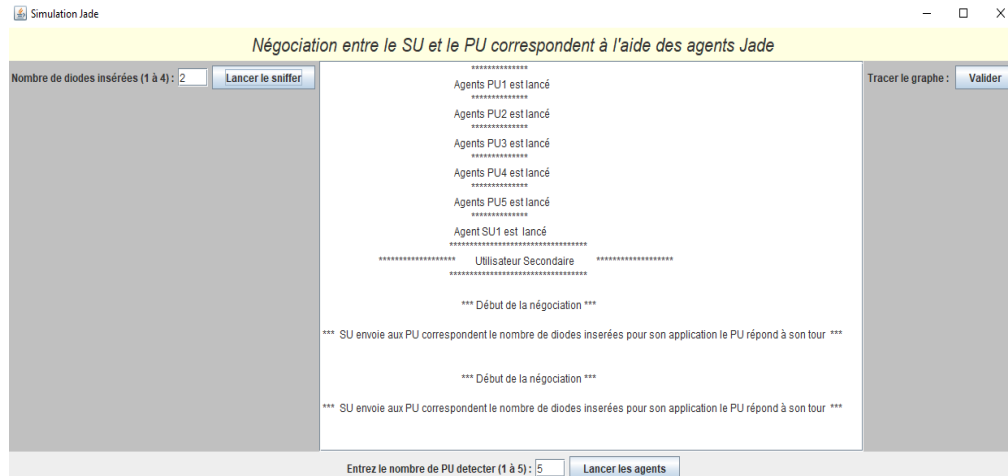 Simulation Jade
Négociation entre le SU et le PU correspondent à l'aide des agents Jade
Nombre de diodes insérées (1 à 4) : 2 Lancer le sniffer
**************
Agents PU1 est lancé
**************
Agents PU2 est lancé
**************
Agents PU3 est lancé
**************
Agents PU4 est lancé
**************
Agents PU5 est lancé
**************
Agent SU1 est lancé
**********************************
******************* Utilisateur Secondaire *******************
**********************************
*** Début de la négociation ***
*** SU envoie aux PU correspondent le nombre de diodes inserées pour son application le PU répond à son tour ***
*** Début de la négociation ***
*** SU envoie aux PU correspondent le nombre de diodes inserées pour son application le PU répond à son tour ***
Tracer le graphe : Valider
Entrez le nombre de PU detecter (1 à 5) : 5 Lancer les agents